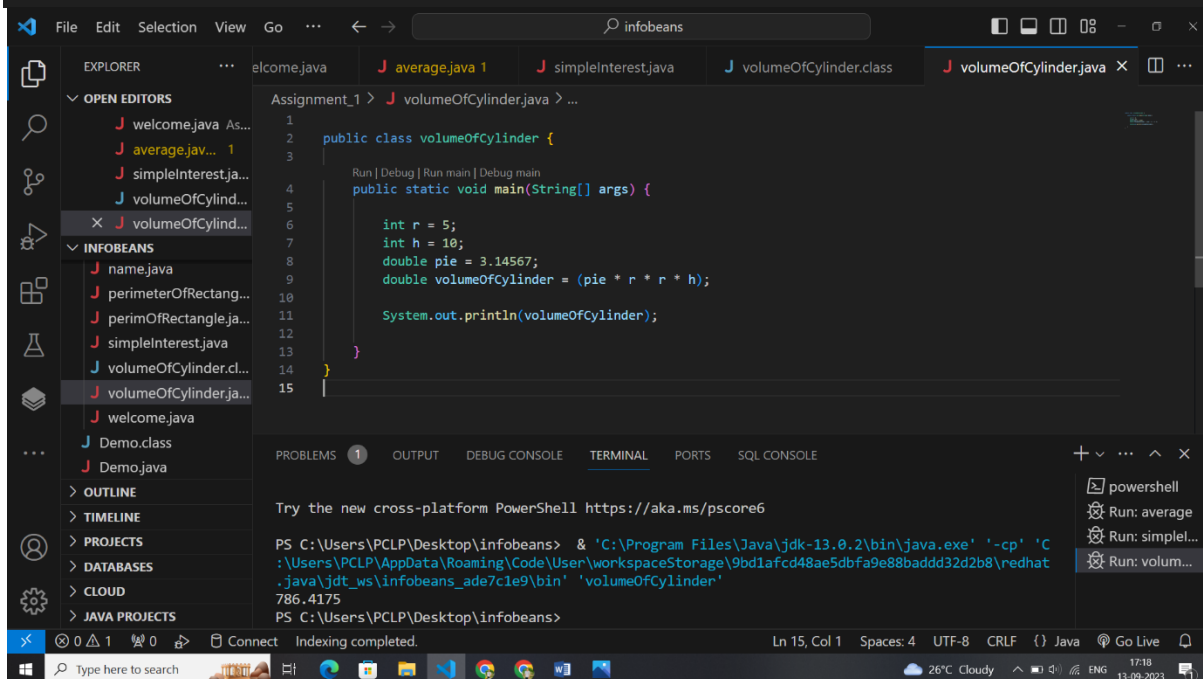 File Edit Selection View Go ··· infobeans
EXPLORER ···
OPEN EDITORS
welcome.java As...
average.jav... 1
simpleInterest.ja...
volumeOfCylind...
volumeOfCylind...
INFOBEANS
name.java
perimeterOfRectang...
perimOfRectangle.ja...
simpleInterest.java
volumeOfCylinder.cl...
volumeOfCylinder.ja...
welcome.java
Demo.class
Demo.java
OUTLINE
TIMELINE
PROJECTS
DATABASES
CLOUD
JAVA PROJECTS
elcome.java average.java 1 simpleInterest.java volumeOfCylinder.class volumeOfCylinder.java
Assignment_1 > volumeOfCylinder.java > ...
1
2 public class volumeOfCylinder {
3
Run | Debug | Run main | Debug main
4 public static void main(String[] args) {
5
6 int r = 5;
7 int h = 10;
8 double pie = 3.14567;
9 double volumeOfCylinder = (pie * r * r * h);
10
11 System.out.println(volumeOfCylinder);
12
13 }
14 }
15
PROBLEMS 1 OUTPUT DEBUG CONSOLE TERMINAL PORTS SQL CONSOLE
Try the new cross-platform PowerShell https://aka.ms/pscore6
PS C:\Users\PCLP\Desktop\infobeans> & 'C:\Program Files\Java\jdk-13.0.2\bin\java.exe' '-cp' 'C
:\Users\PCLP\AppData\Roaming\Code\User\workspaceStorage\9bd1afcd48ae5dbfa9e88baddd32d2b8\redhat
.java\jdt_ws\infobeans_ade7c1e9\bin' 'volumeOfCylinder'
786.4175
PS C:\Users\PCLP\Desktop\infobeans>
powershell
Run: average
Run: simpleI...
Run: volum...
0 1 0 Connect Indexing completed. Ln 15, Col 1 Spaces: 4 UTF-8 CRLF {} Java Go Live
Type here to search 26°C Cloudy ENG 17:18
13-09-2023